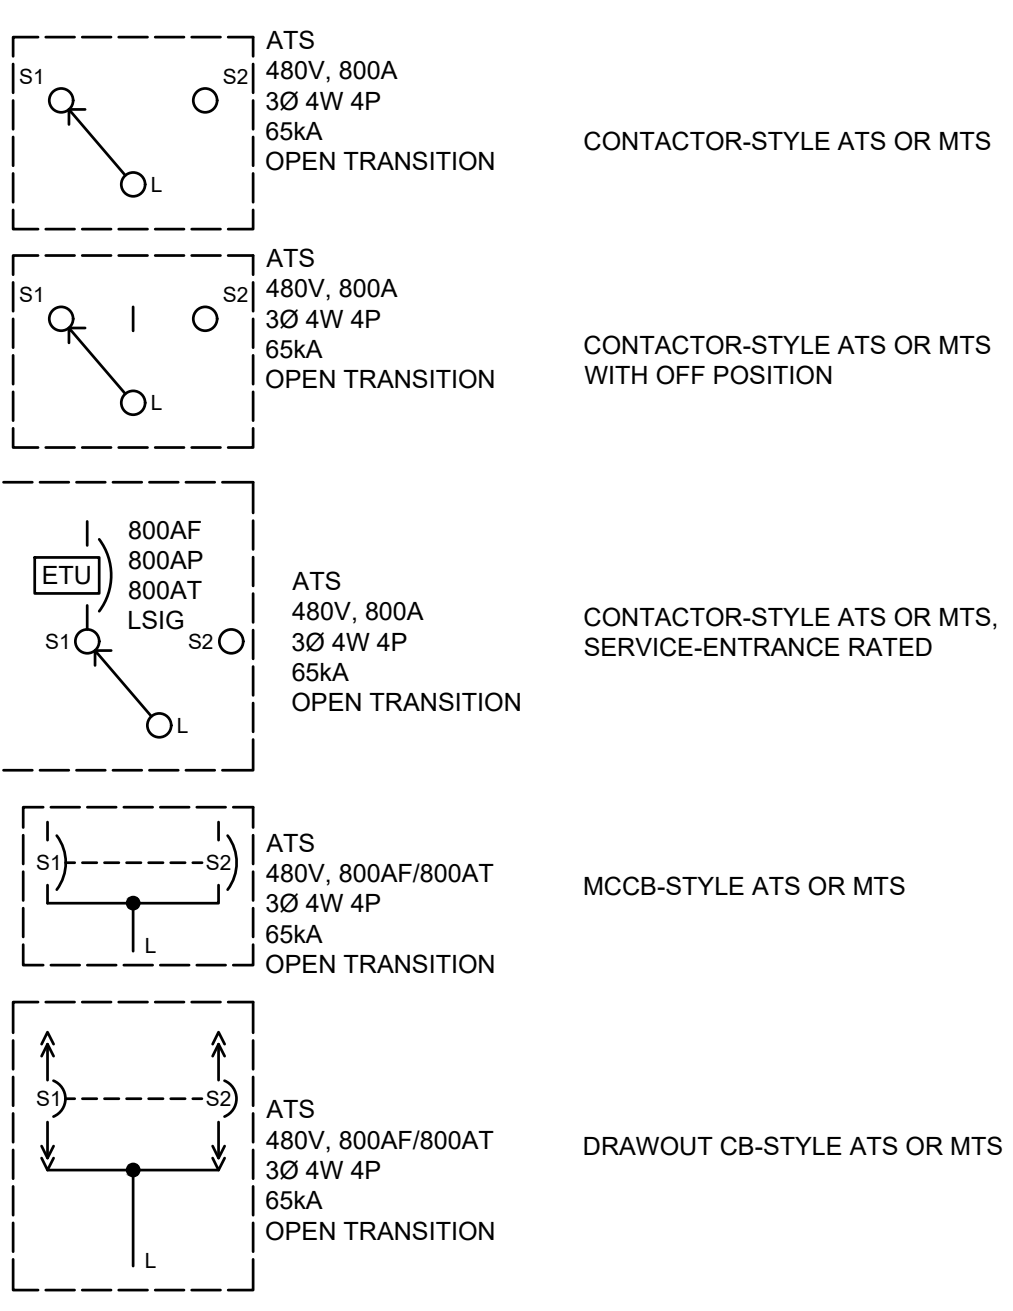 ATS
480V, 800A
3Ø 4W 4P
65kA
OPEN TRANSITION
S1
S2
L
CONTACTOR-STYLE ATS OR MTS
ATS
480V, 800A
3Ø 4W 4P
65kA
OPEN TRANSITION
S1
S2
L
CONTACTOR-STYLE ATS OR MTS
WITH OFF POSITION
800AF
800AP
800AT
LSIG
ETU
S1
S2
L
ATS
480V, 800A
3Ø 4W 4P
65kA
OPEN TRANSITION
CONTACTOR-STYLE ATS OR MTS,
SERVICE-ENTRANCE RATED
S1
S2
L
ATS
480V, 800AF/800AT
3Ø 4W 4P
65kA
OPEN TRANSITION
MCCB-STYLE ATS OR MTS
S1
S2
L
ATS
480V, 800AF/800AT
3Ø 4W 4P
65kA
OPEN TRANSITION
DRAWOUT CB-STYLE ATS OR MTS